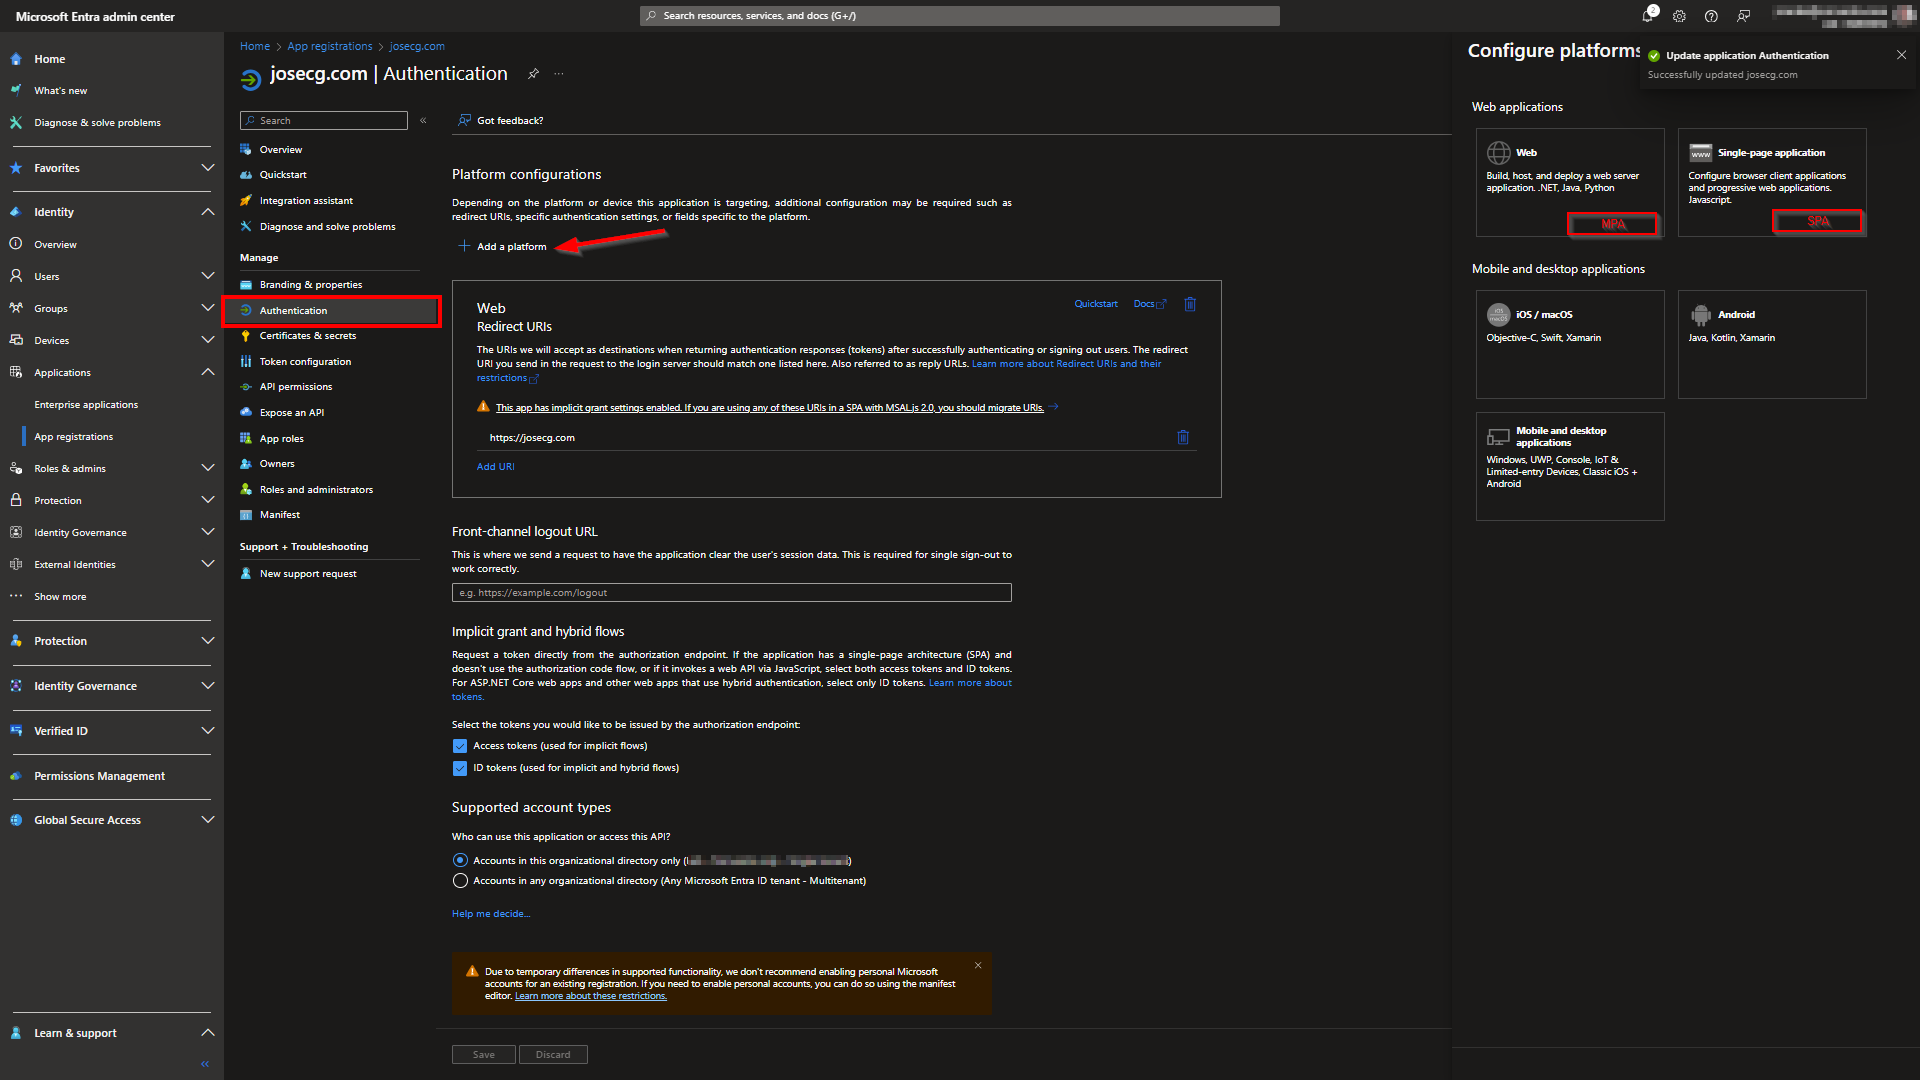 Microsoft Entra admin center
Search resources, services, and docs (G+/)
2
Home
What's new
Diagnose & solve problems
Favorites
Identity
Overview
Users
Groups
Devices
Applications
Enterprise applications
App registrations
Roles & admins
Protection
Identity Governance
External Identities
Show more
Protection
Identity Governance
Verified ID
Permissions Management
Global Secure Access
Learn & support
«
Home > App registrations > josecg.com
josecg.com | Authentication
Search
«
Overview
Quickstart
Integration assistant
Diagnose and solve problems
Manage
Branding & properties
Authentication
Certificates & secrets
Token configuration
API permissions
Expose an API
App roles
Owners
Roles and administrators
Manifest
Support + Troubleshooting
New support request
Got feedback?
Platform configurations
Depending on the platform or device this application is targeting, additional configuration may be required such as
redirect URIs, specific authentication settings, or fields specific to the platform.
Add a platform
Web
Quickstart Docs
Redirect URIs
The URIs we will accept as destinations when returning authentication responses (tokens) after successfully authenticating or signing out users. The redirect
URI you send in the request to the login server should match one listed here. Also referred to as reply URLs. Learn more about Redirect URIs and their
restrictions
This app has implicit grant settings enabled. If you are using any of these URIs in a SPA with MSAL.js 2.0, you should migrate URIs.
https://josecg.com
Add URI
Front-channel logout URL
This is where we send a request to have the application clear the user's session data. This is required for single sign-out to
work correctly.
e.g. https://example.com/logout
Implicit grant and hybrid flows
Request a token directly from the authorization endpoint. If the application has a single-page architecture (SPA) and
doesn't use the authorization code flow, or if it invokes a web API via JavaScript, select both access tokens and ID tokens.
For ASP.NET Core web apps and other web apps that use hybrid authentication, select only ID tokens. Learn more about
tokens.
Select the tokens you would like to be issued by the authorization endpoint:
Access tokens (used for implicit flows)
ID tokens (used for implicit and hybrid flows)
Supported account types
Who can use this application or access this API?
Accounts in this organizational directory only (
Accounts in any organizational directory (Any Microsoft Entra ID tenant - Multitenant)
Help me decide...
Due to temporary differences in supported functionality, we don't recommend enabling personal Microsoft
accounts for an existing registration. If you need to enable personal accounts, you can do so using the manifest
editor. Learn more about these restrictions.
Save
Discard
Configure platforms
Update application Authentication
Successfully updated josecg.com
Web applications
Web
Build, host, and deploy a web server
application. .NET, Java, Python
MPA
www
Single-page application
Configure browser client applications
and progressive web applications.
Javascript.
SPA
Mobile and desktop applications
iOS
macOS
iOS / macOS
Objective-C, Swift, Xamarin
Android
Java, Kotlin, Xamarin
Mobile and desktop
applications
Windows, UWP, Console, IoT &
Limited-entry Devices, Classic iOS +
Android